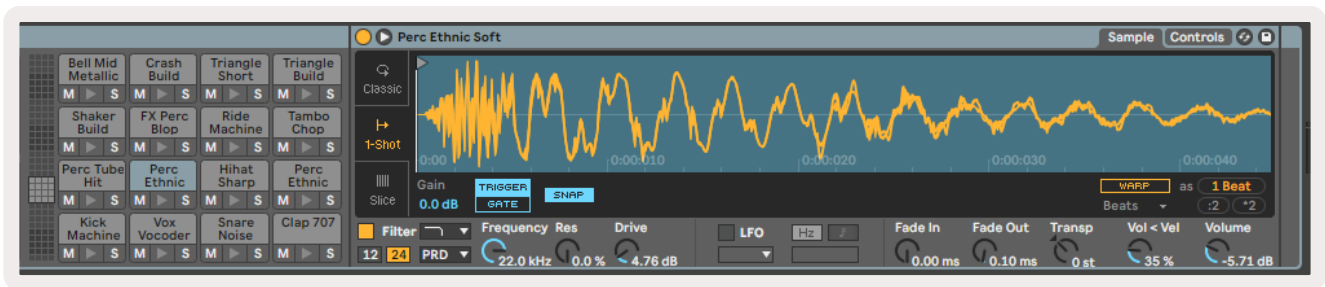 Bell Mid Metallic
Crash Build
Triangle Short
Triangle Build
M S M S M S M S
Shaker Build
FX Perc Blop
Ride Machine
Tambo Chop
M S M S M S M S
Perc Tube Hit
Perc Ethnic
Hihat Sharp
Perc Ethnic
M S M S M S M S
Kick Machine
Vox Vocoder
Snare Noise
Clap 707
M S M S M S M S
Perc Ethnic Soft
Sample Controls
Classic
1-Shot
Slice
0:00 0:00:010 0:00:020 0:00:030 0:00:040
Gain
0.0 dB
TRIGGER
GATE
SNAP
WARP as 1 Beat
Beats :2 *2
Filter
12 24 PRD
Frequency Res Drive
22.0 kHz 0.0 % 4.76 dB
LFO Hz
Fade In Fade Out Transp Vol < Vel Volume
0.00 ms 0.10 ms 0 st 35 % -5.71 dB